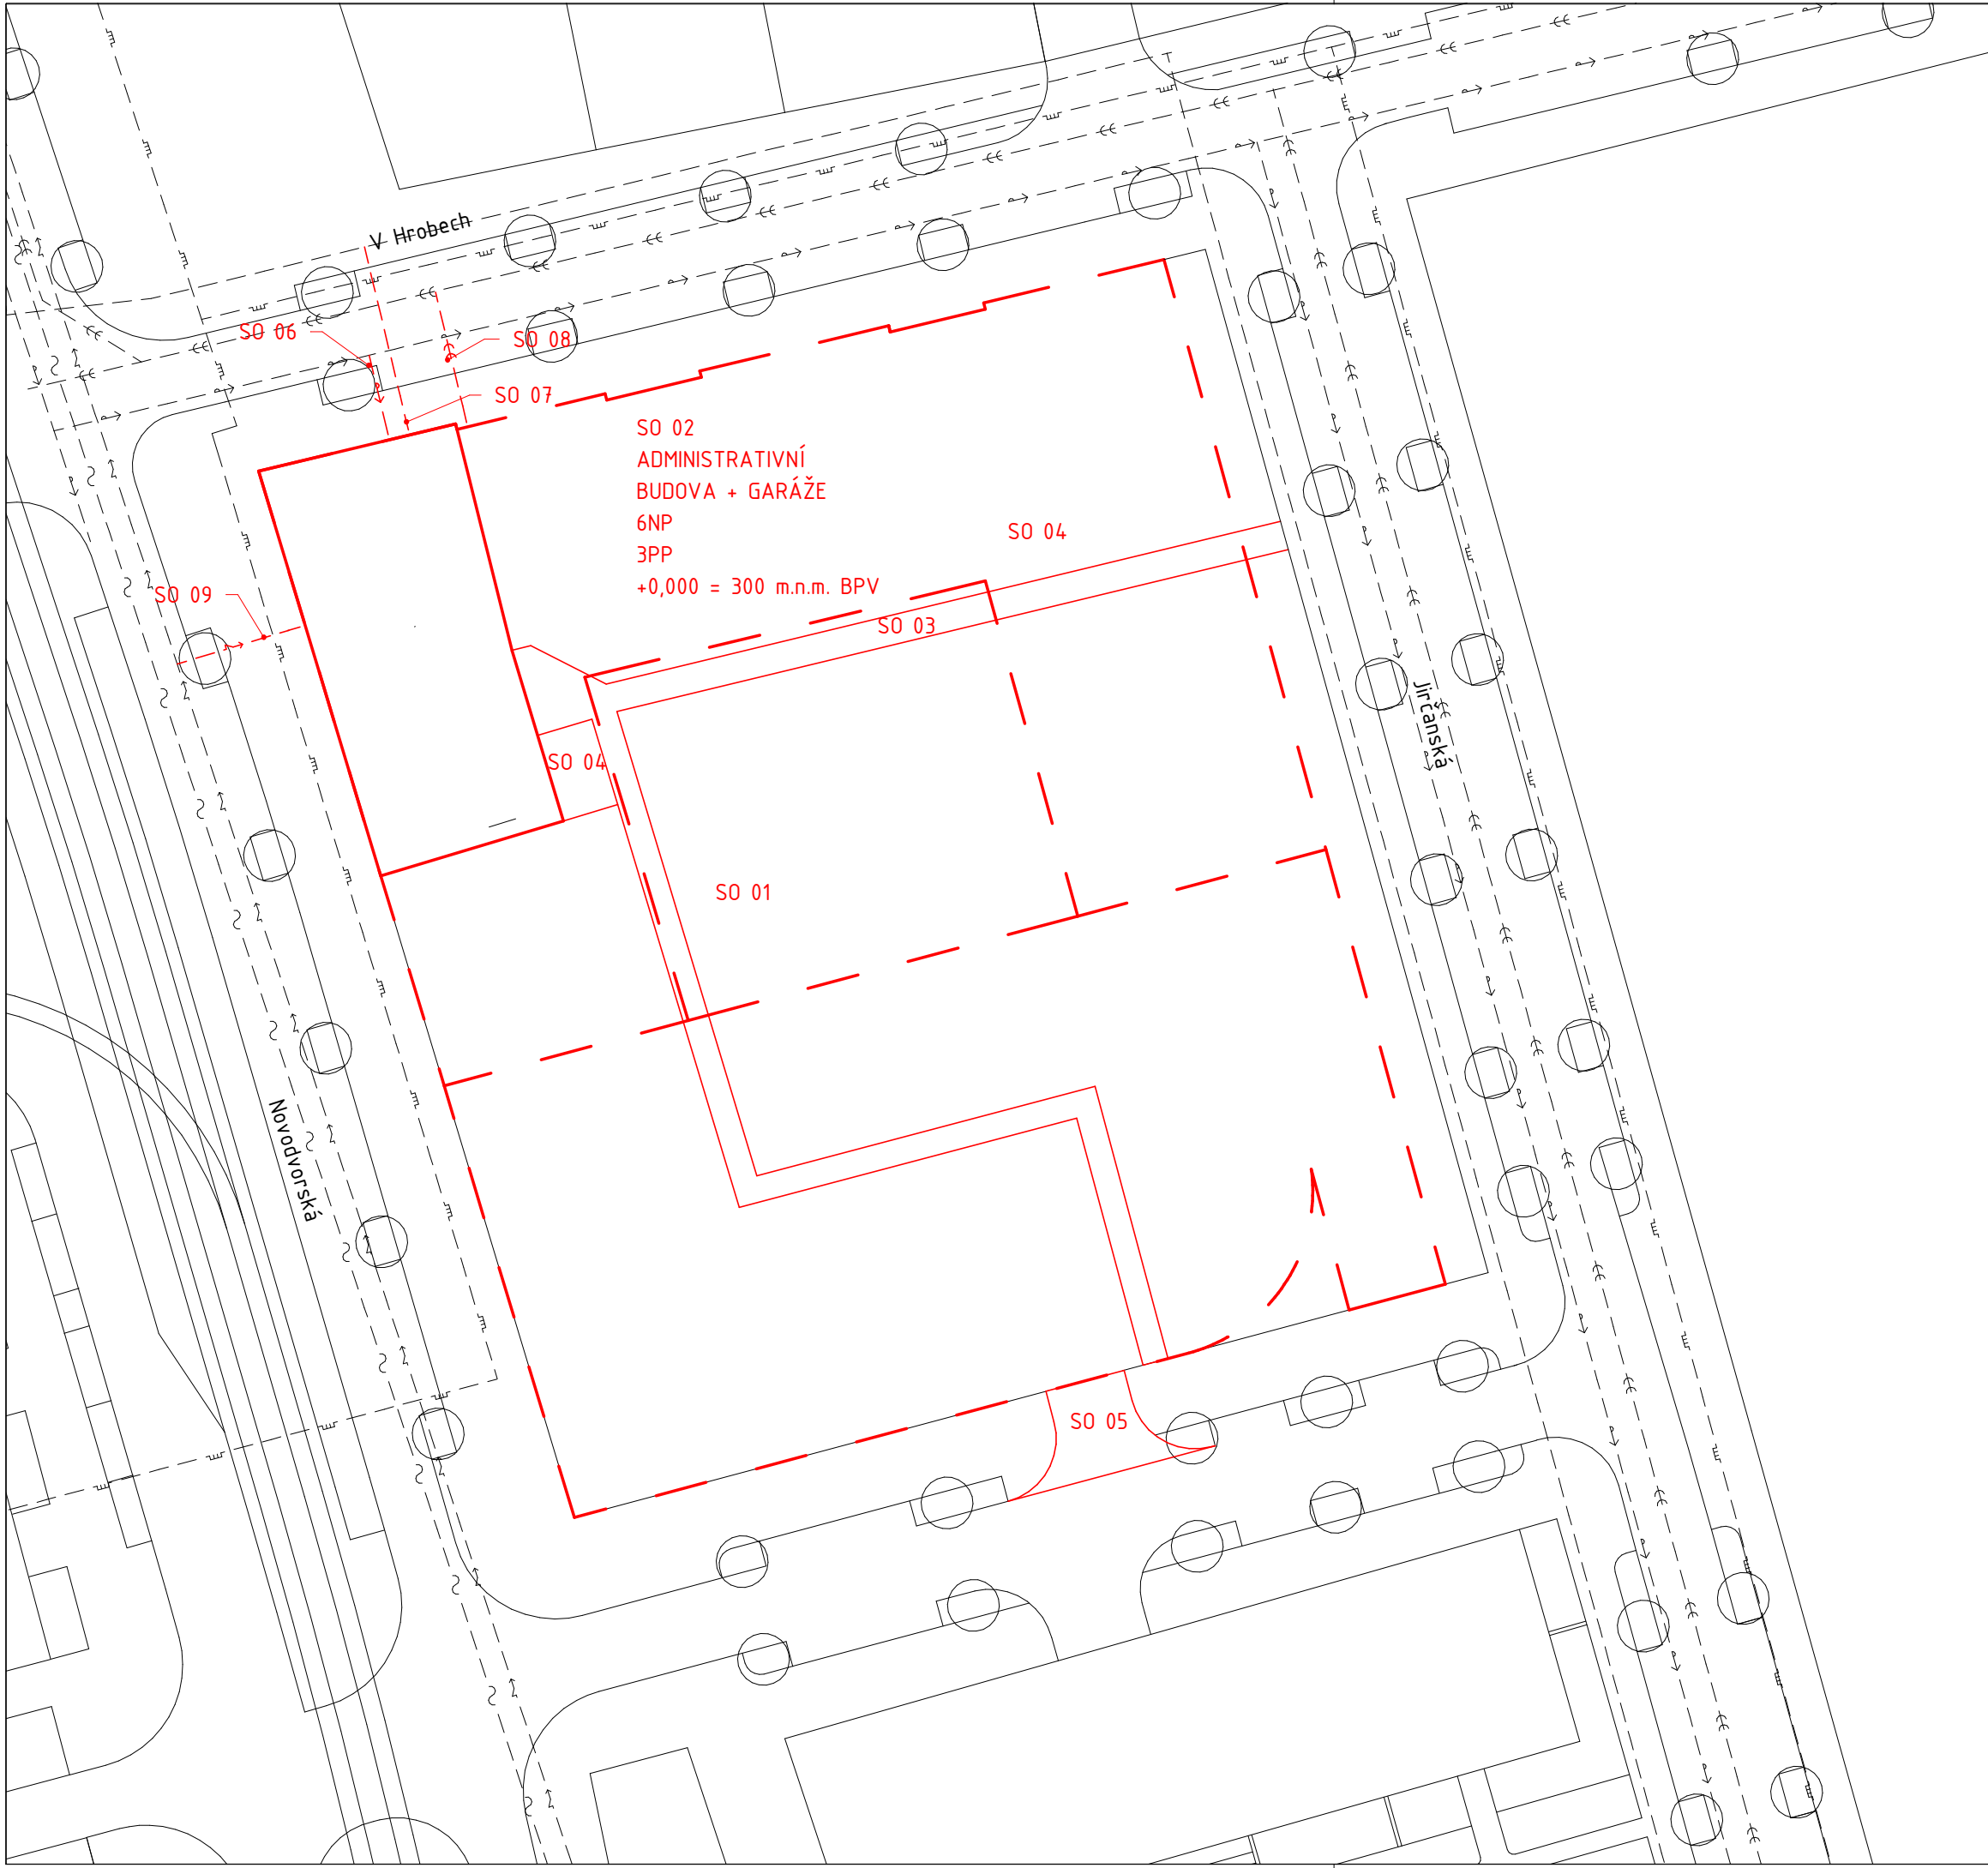 V Hrobech
SO 06
SO 08
SO 07
SO 02
ADMINISTRATIVNÍ
BUDOVA + GARÁŽE
6NP
3PP
+0,000 = 300 m.n.m. BPV
SO 04
SO 09
SO 03
Jirčanská
SO 04
SO 01
Novodvorská
SO 05